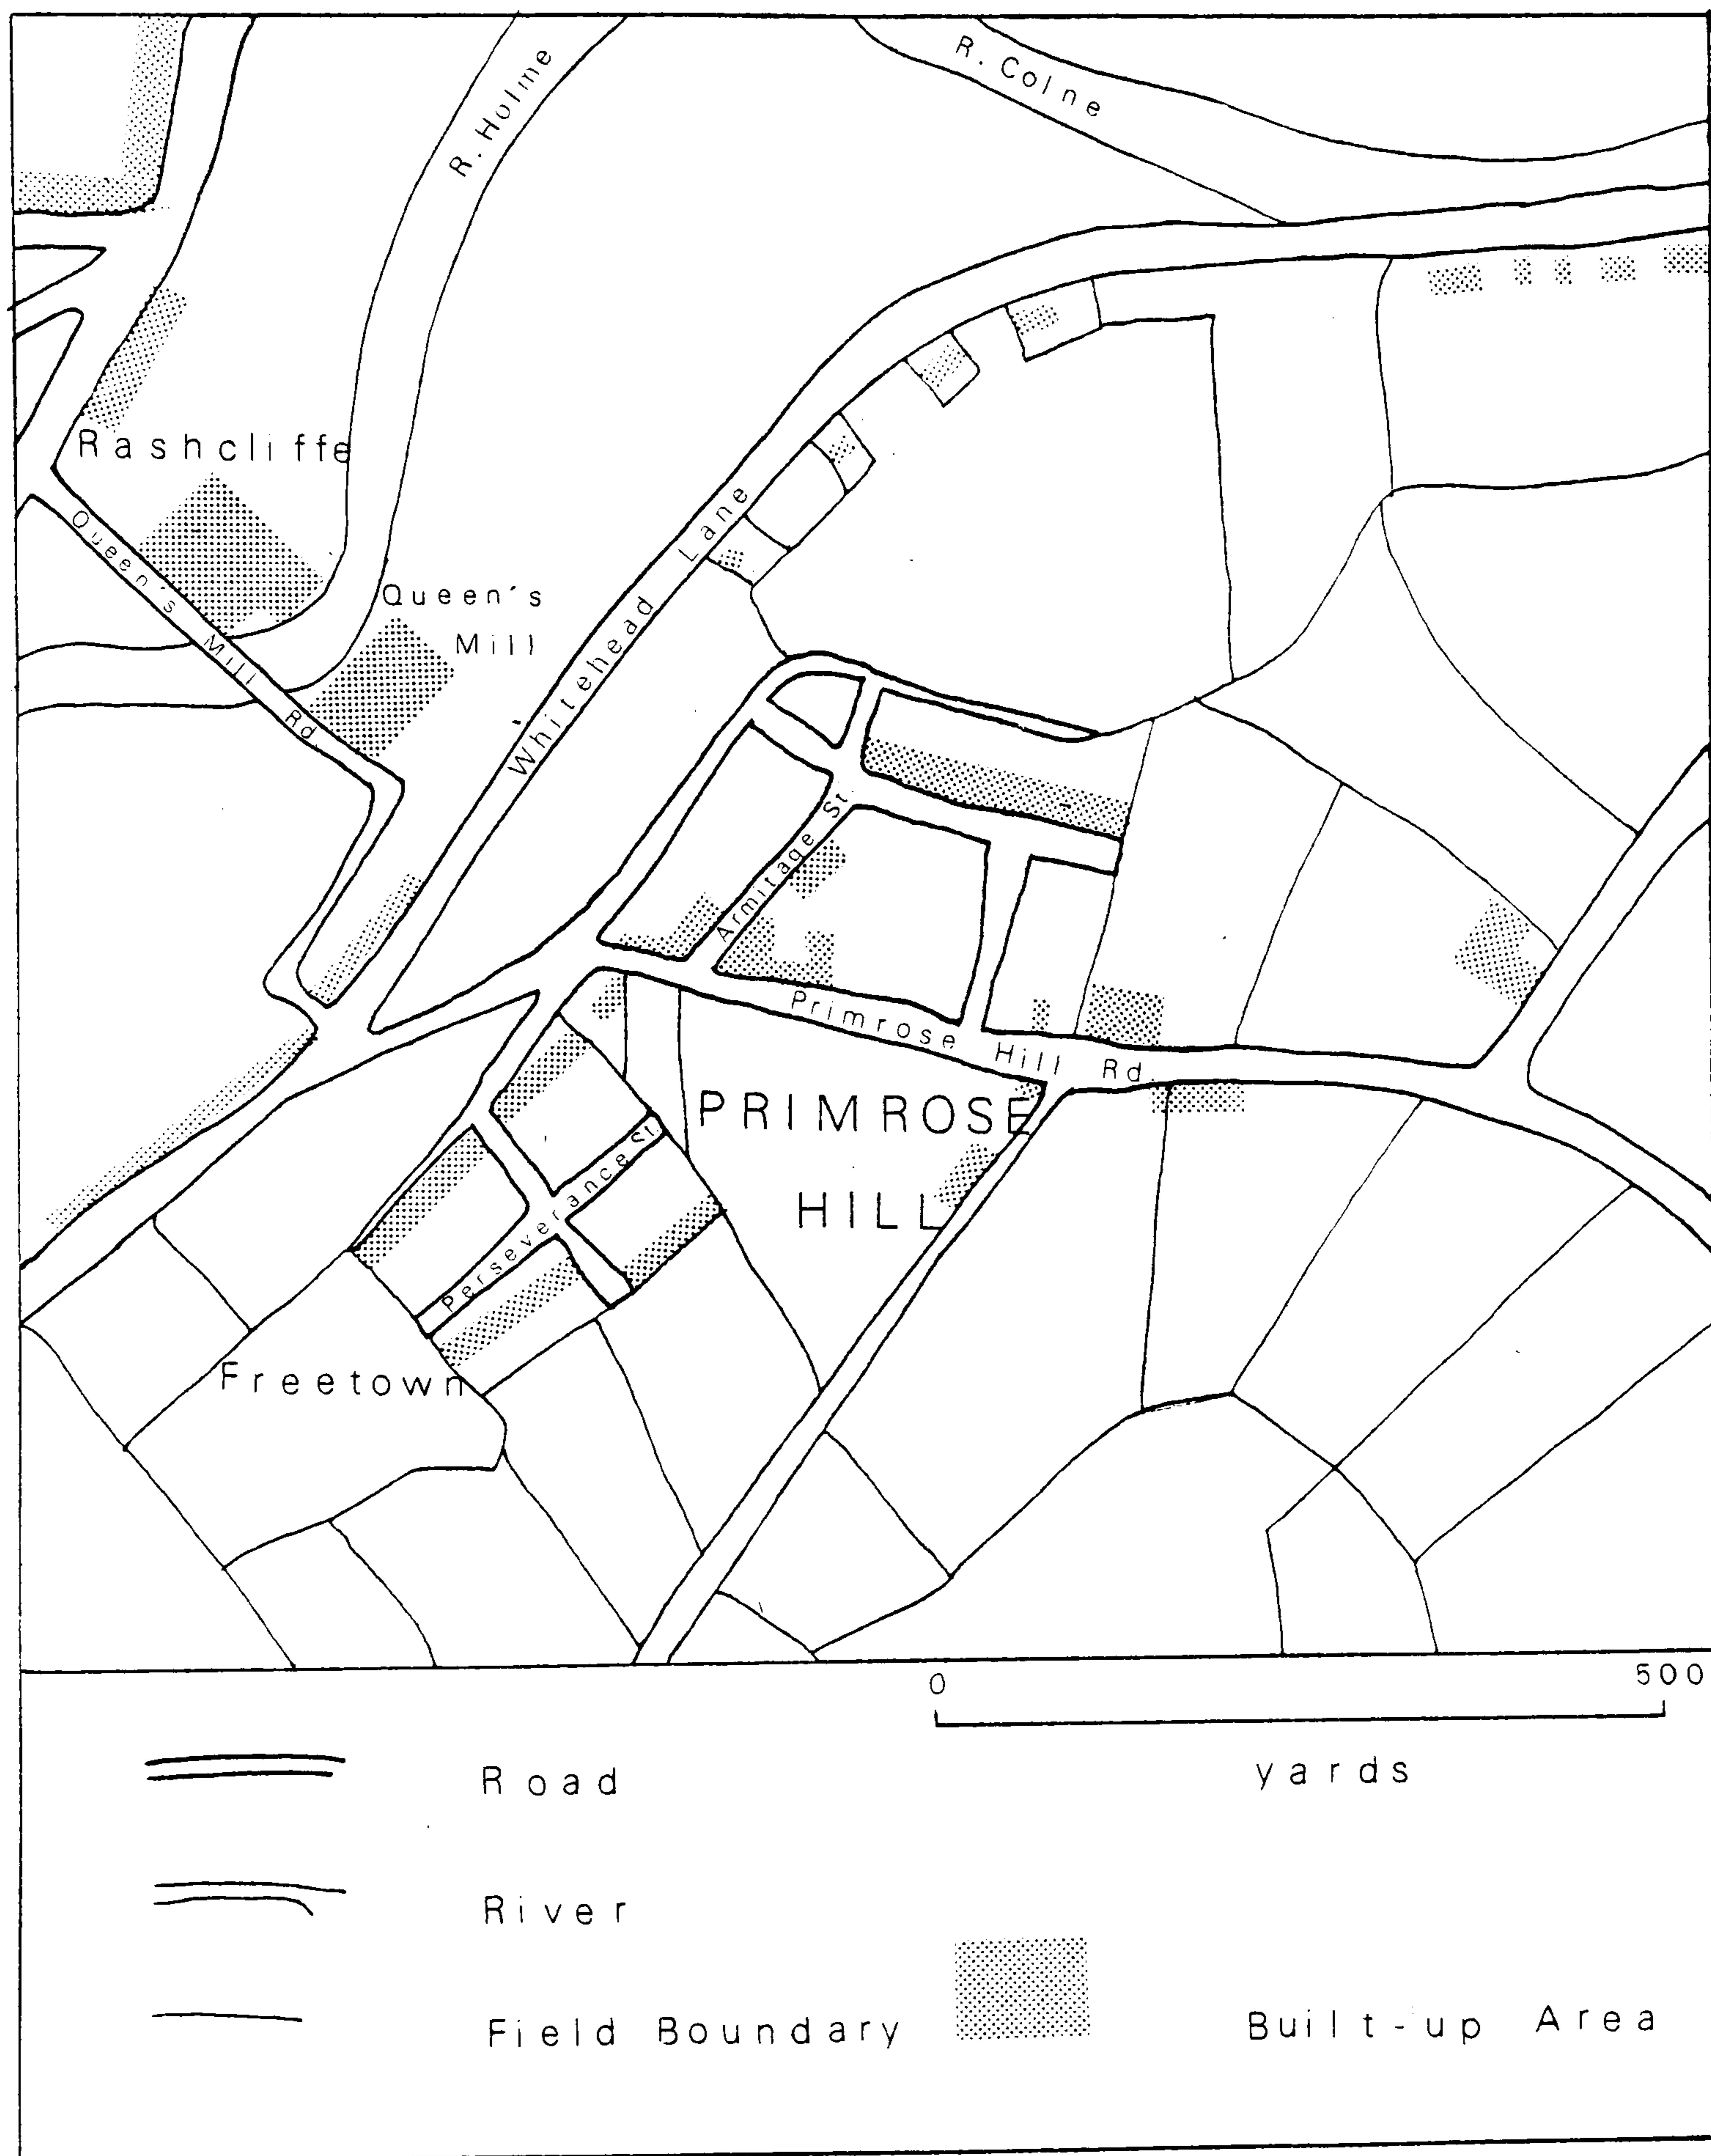 R. Holme
R. Colne
Rashcliffe
Queen's Mill Rd.
Queen's
Mill
Whitehead Lane
Armitage St.
Primrose Hill Rd.
PRIMROSE
HILL
Perseverance St.
Freetown
0 500
yards
Road
River
Field Boundary
Built-up Area